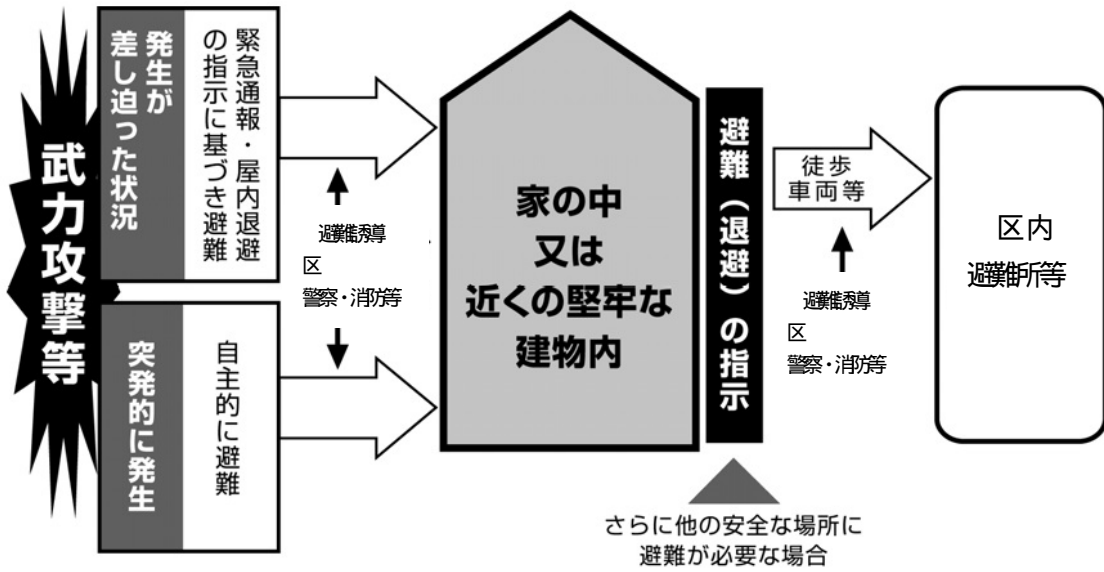 武力攻撃等
発生が
差し迫った状況
緊急通報・屋内退避
の指示に基づき避難
突発的に発生
自主的に避難
避難誘導
区
警察・消防等
家の中
又は
近くの堅牢な
建物内
避難（退避）の指示
さらに他の安全な場所に
避難が必要な場合
徒歩
車両等
避難誘導
区
警察・消防等
区内
避難所等